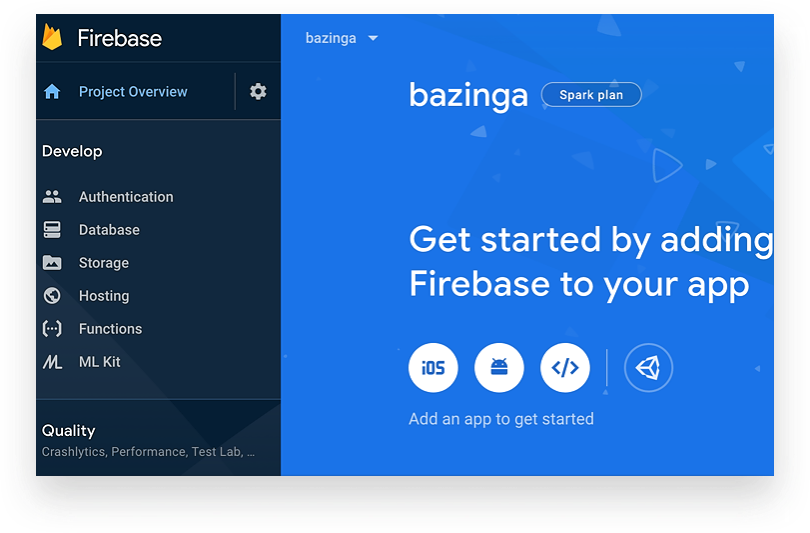 Firebase
Project Overview
Develop
Authentication
Database
Storage
Hosting
Functions
ML Kit
Quality
Crashlytics, Performance, Test Lab, …
bazinga
bazinga Spark plan
Get started by adding
Firebase to your app
iOS </>
Add an app to get started